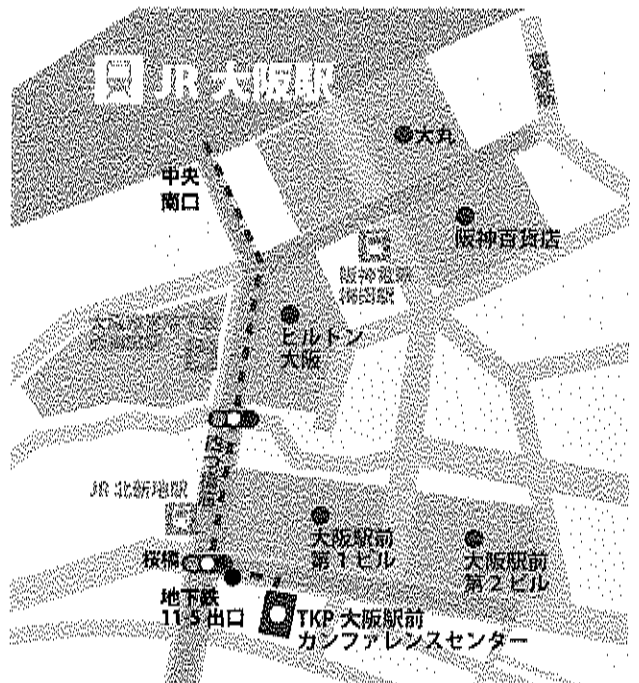 JR 大阪駅
大丸
中央
南口
阪神百貨店
阪神電鉄
梅田駅
ヒルトン
大阪
JR 北新地駅
大阪駅前
第 1 ビル
大阪駅前
第 2 ビル
桜橋
地下鉄
11-5 出口
TKP 大阪駅前
カンファレンスセンター